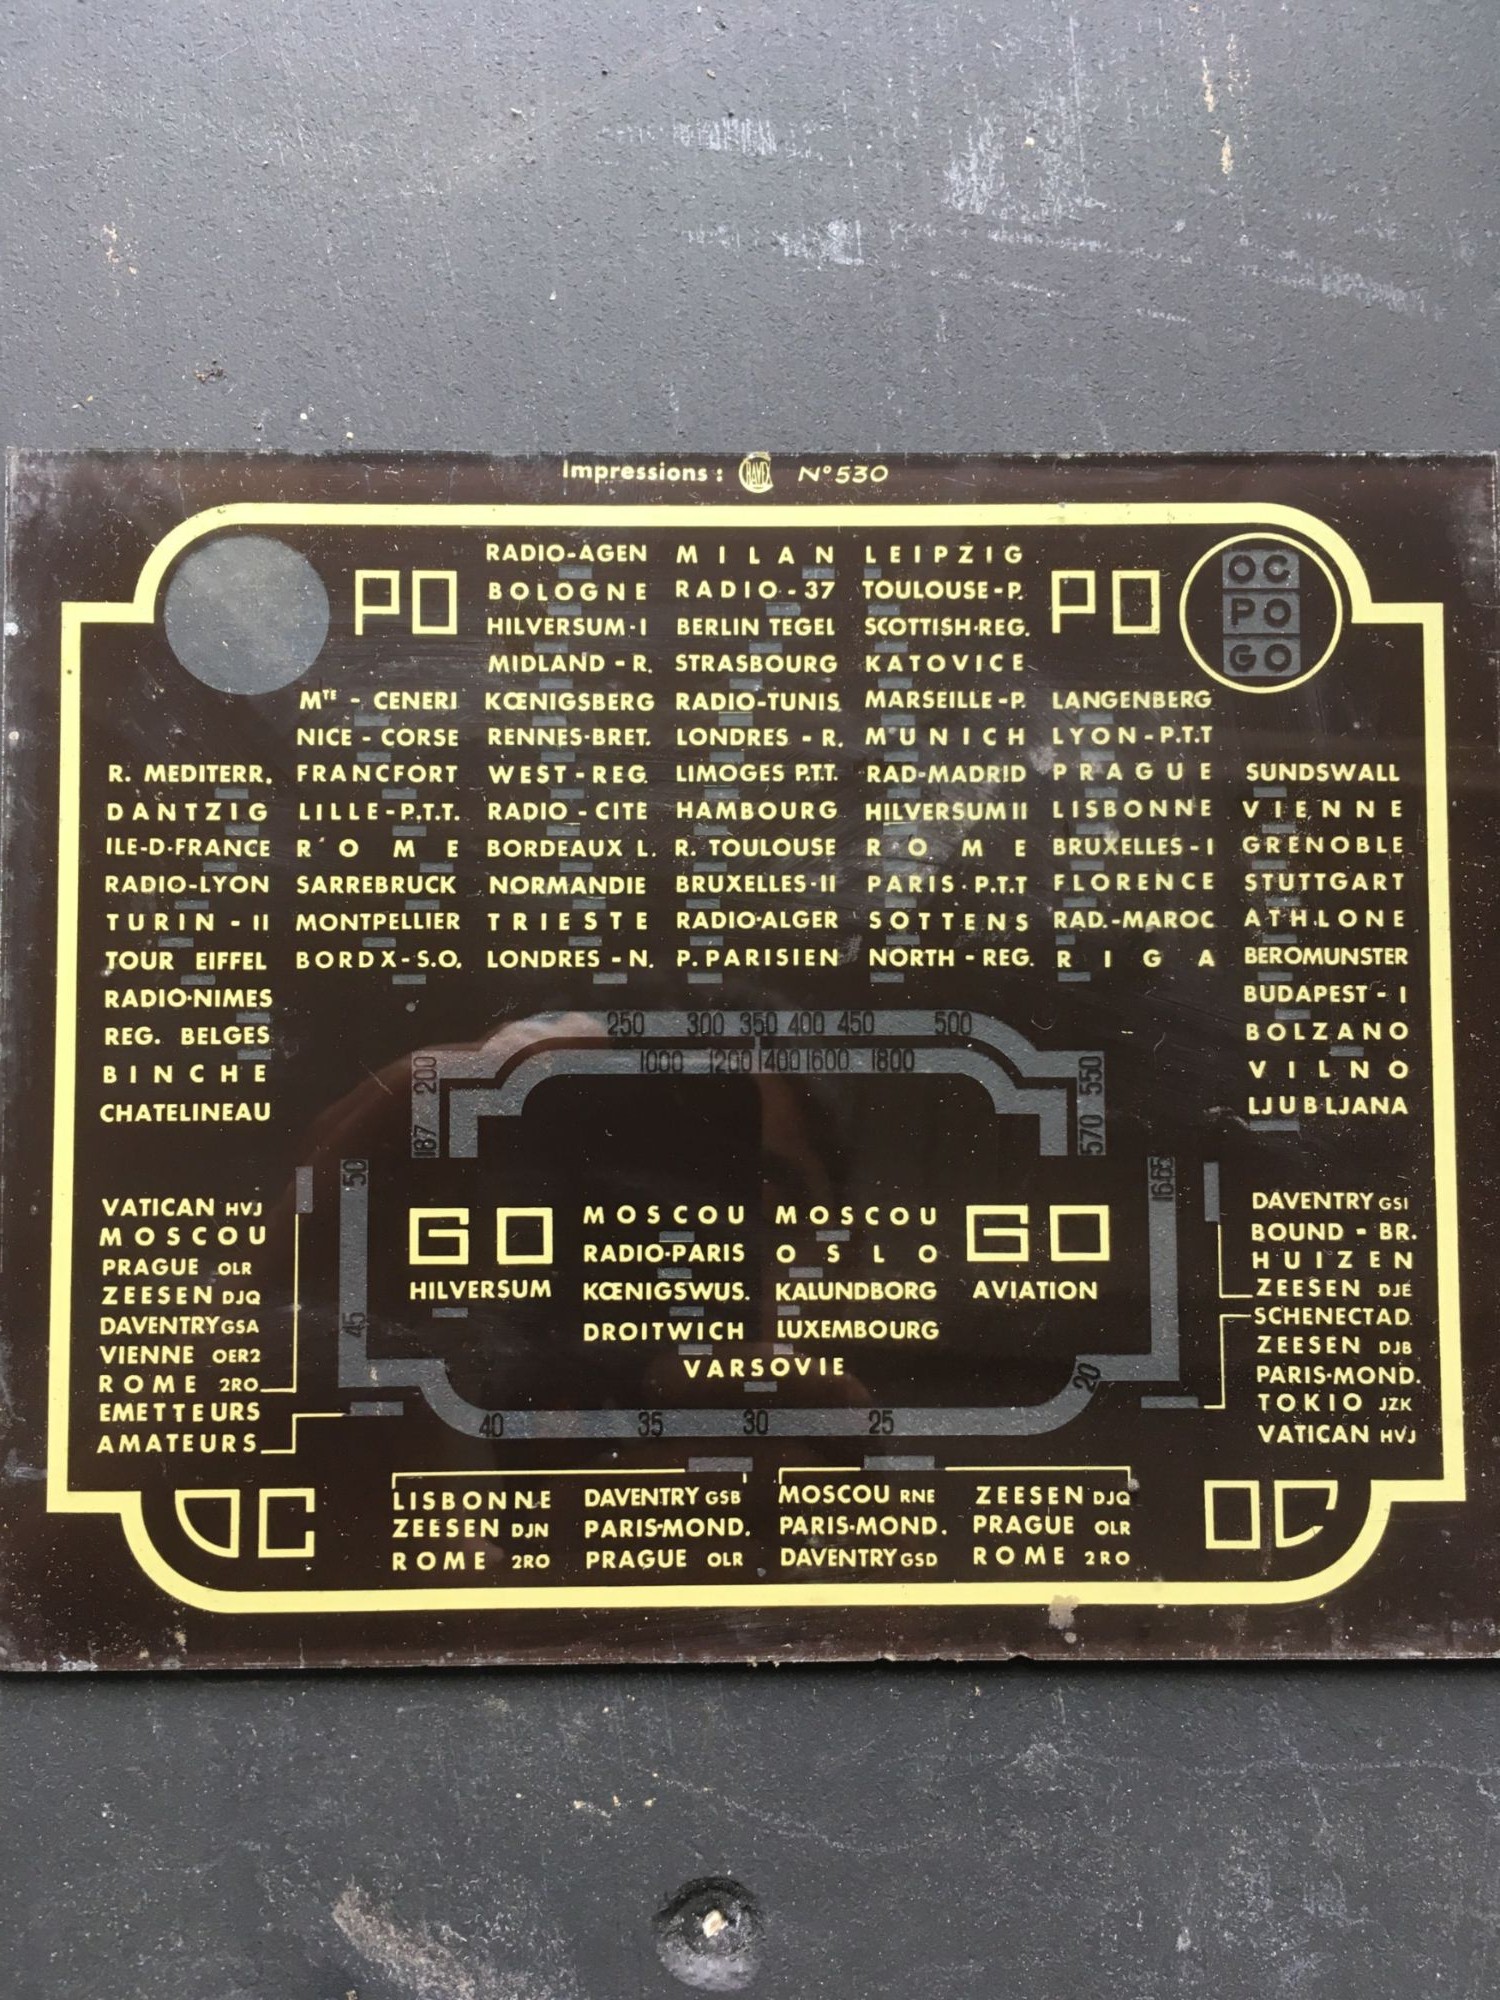 Impressions : CRAVEX N° 530
PO
RADIO-AGEN
BOLOGNE
HILVERSUM-I
MIDLAND - R.
KŒNIGSBERG
RENNES-BRET.
WEST-REG.
RADIO-CITÉ
BORDEAUX L.
NORMANDIE
TRIESTE
LONDRES - N.
MILAN
RADIO-37
BERLIN TEGEL
STRASBOURG
RADIO-TUNIS
LONDRES - R.
LIMOGES P.T.T.
HAMBOURG
R. TOULOUSE
BRUXELLES-II
RADIO-ALGER
P. PARISIEN
LEIPZIG
TOULOUSE-P.
SCOTTISH-REG.
KATOVICE
MARSEILLE-P.
MUNICH
RAD-MADRID
HILVERSUM II
ROME
PARIS-P.T.T
SOTTENS
NORTH - REG.
PO
OC
PO
GO
R. MEDITERR.
DANTZIG
ILE-D-FRANCE
RADIO-LYON
TURIN - II
TOUR EIFFEL
RADIO-NIMES
REG. BELGES
BINCHE
CHATELINEAU
MTE - CENERI
NICE - CORSE
FRANCFORT
LILLE-P.T.T.
ROME
SARREBRUCK
MONTPELLIER
BORDX-S.O.
LANGENBERG
LYON-P.T.T
PRAGUE
LISBONNE
BRUXELLES-I
FLORENCE
RAD.-MAROC
RIGA
SUNDSWALL
VIENNE
GRENOBLE
STUTTGART
ATHLONE
BEROMUNSTER
BUDAPEST - I
BOLZANO
VILNO
LJUBLJANA
187 200 250 300 350 400 450 500 550 570
1000 1200 1400 1600 1800
VATICAN HVJ
MOSCOU
PRAGUE OLR
ZEESEN DJQ
DAVENTRY GSA
VIENNE OER2
ROME 2RO
EMETTEURS
AMATEURS
GO
HILVERSUM
MOSCOU
RADIO-PARIS
KŒNIGSWUS.
DROITWICH
MOSCOU
OSLO
KALUNDBORG
LUXEMBOURG
VARSOVIE
GO
AVIATION
DAVENTRY GSI
BOUND - BR.
HUIZEN
ZEESEN DJE
SCHENECTAD.
ZEESEN DJB
PARIS-MOND.
TOKIO JZK
VATICAN HVJ
50 45 40 35 30 25 20 16.65
OC
LISBONNE
ZEESEN DJN
ROME 2RO
DAVENTRY GSB
PARIS-MOND.
PRAGUE OLR
MOSCOU RNE
PARIS-MOND.
DAVENTRY GSD
ZEESEN DJQ
PRAGUE OLR
ROME 2RO
OC